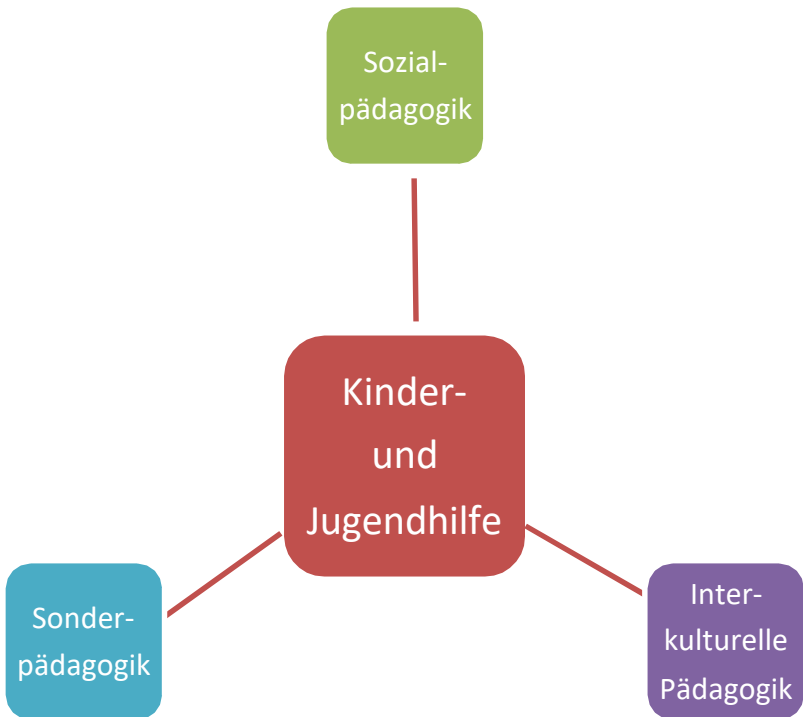 Sozial-
pädagogik
Kinder-
und
Jugendhilfe
Sonder-
pädagogik
Inter-
kulturelle
Pädagogik